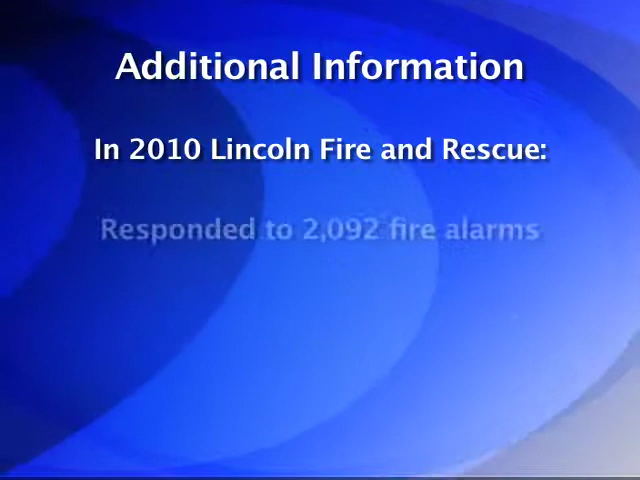 Additional Information
In 2010 Lincoln Fire and Rescue:
Responded to 2,092 fire alarms